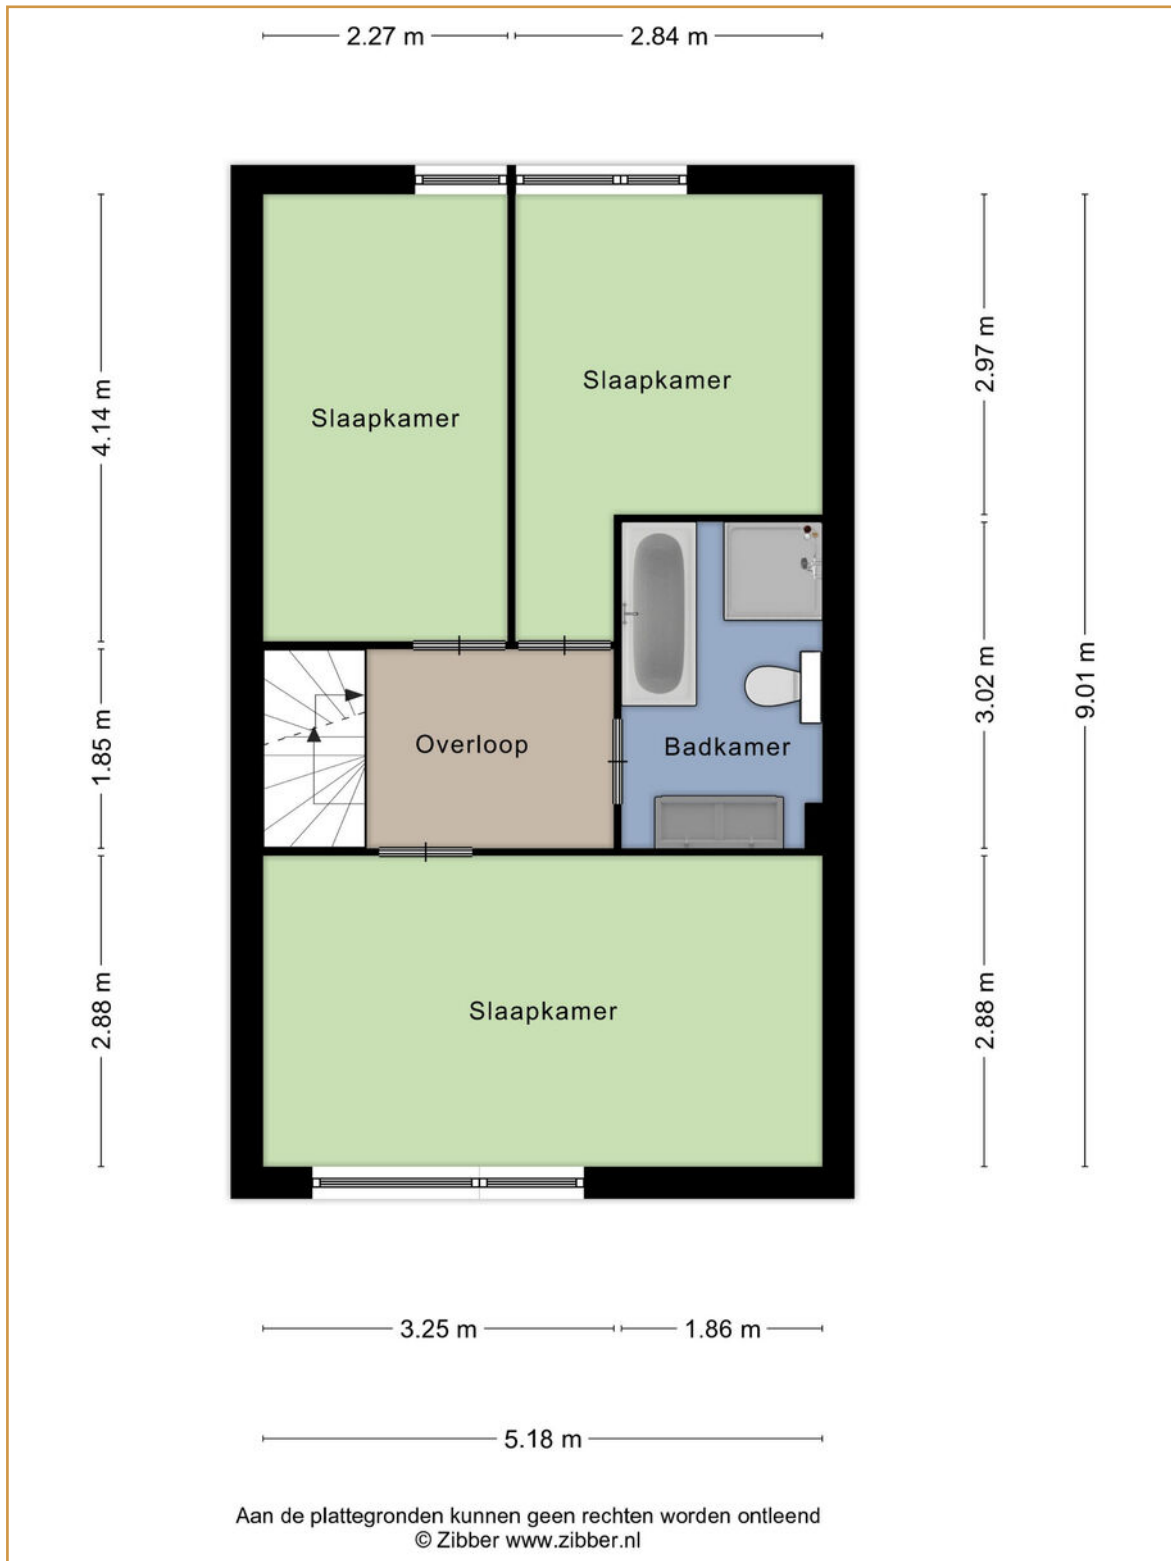 2.27 m
2.84 m
4.14 m
2.97 m
Slaapkamer
Slaapkamer
1.85 m
3.02 m
9.01 m
Overloop
Badkamer
2.88 m
2.88 m
Slaapkamer
3.25 m
1.86 m
5.18 m
Aan de plattegronden kunnen geen rechten worden ontleend
© Zibber www.zibber.nl